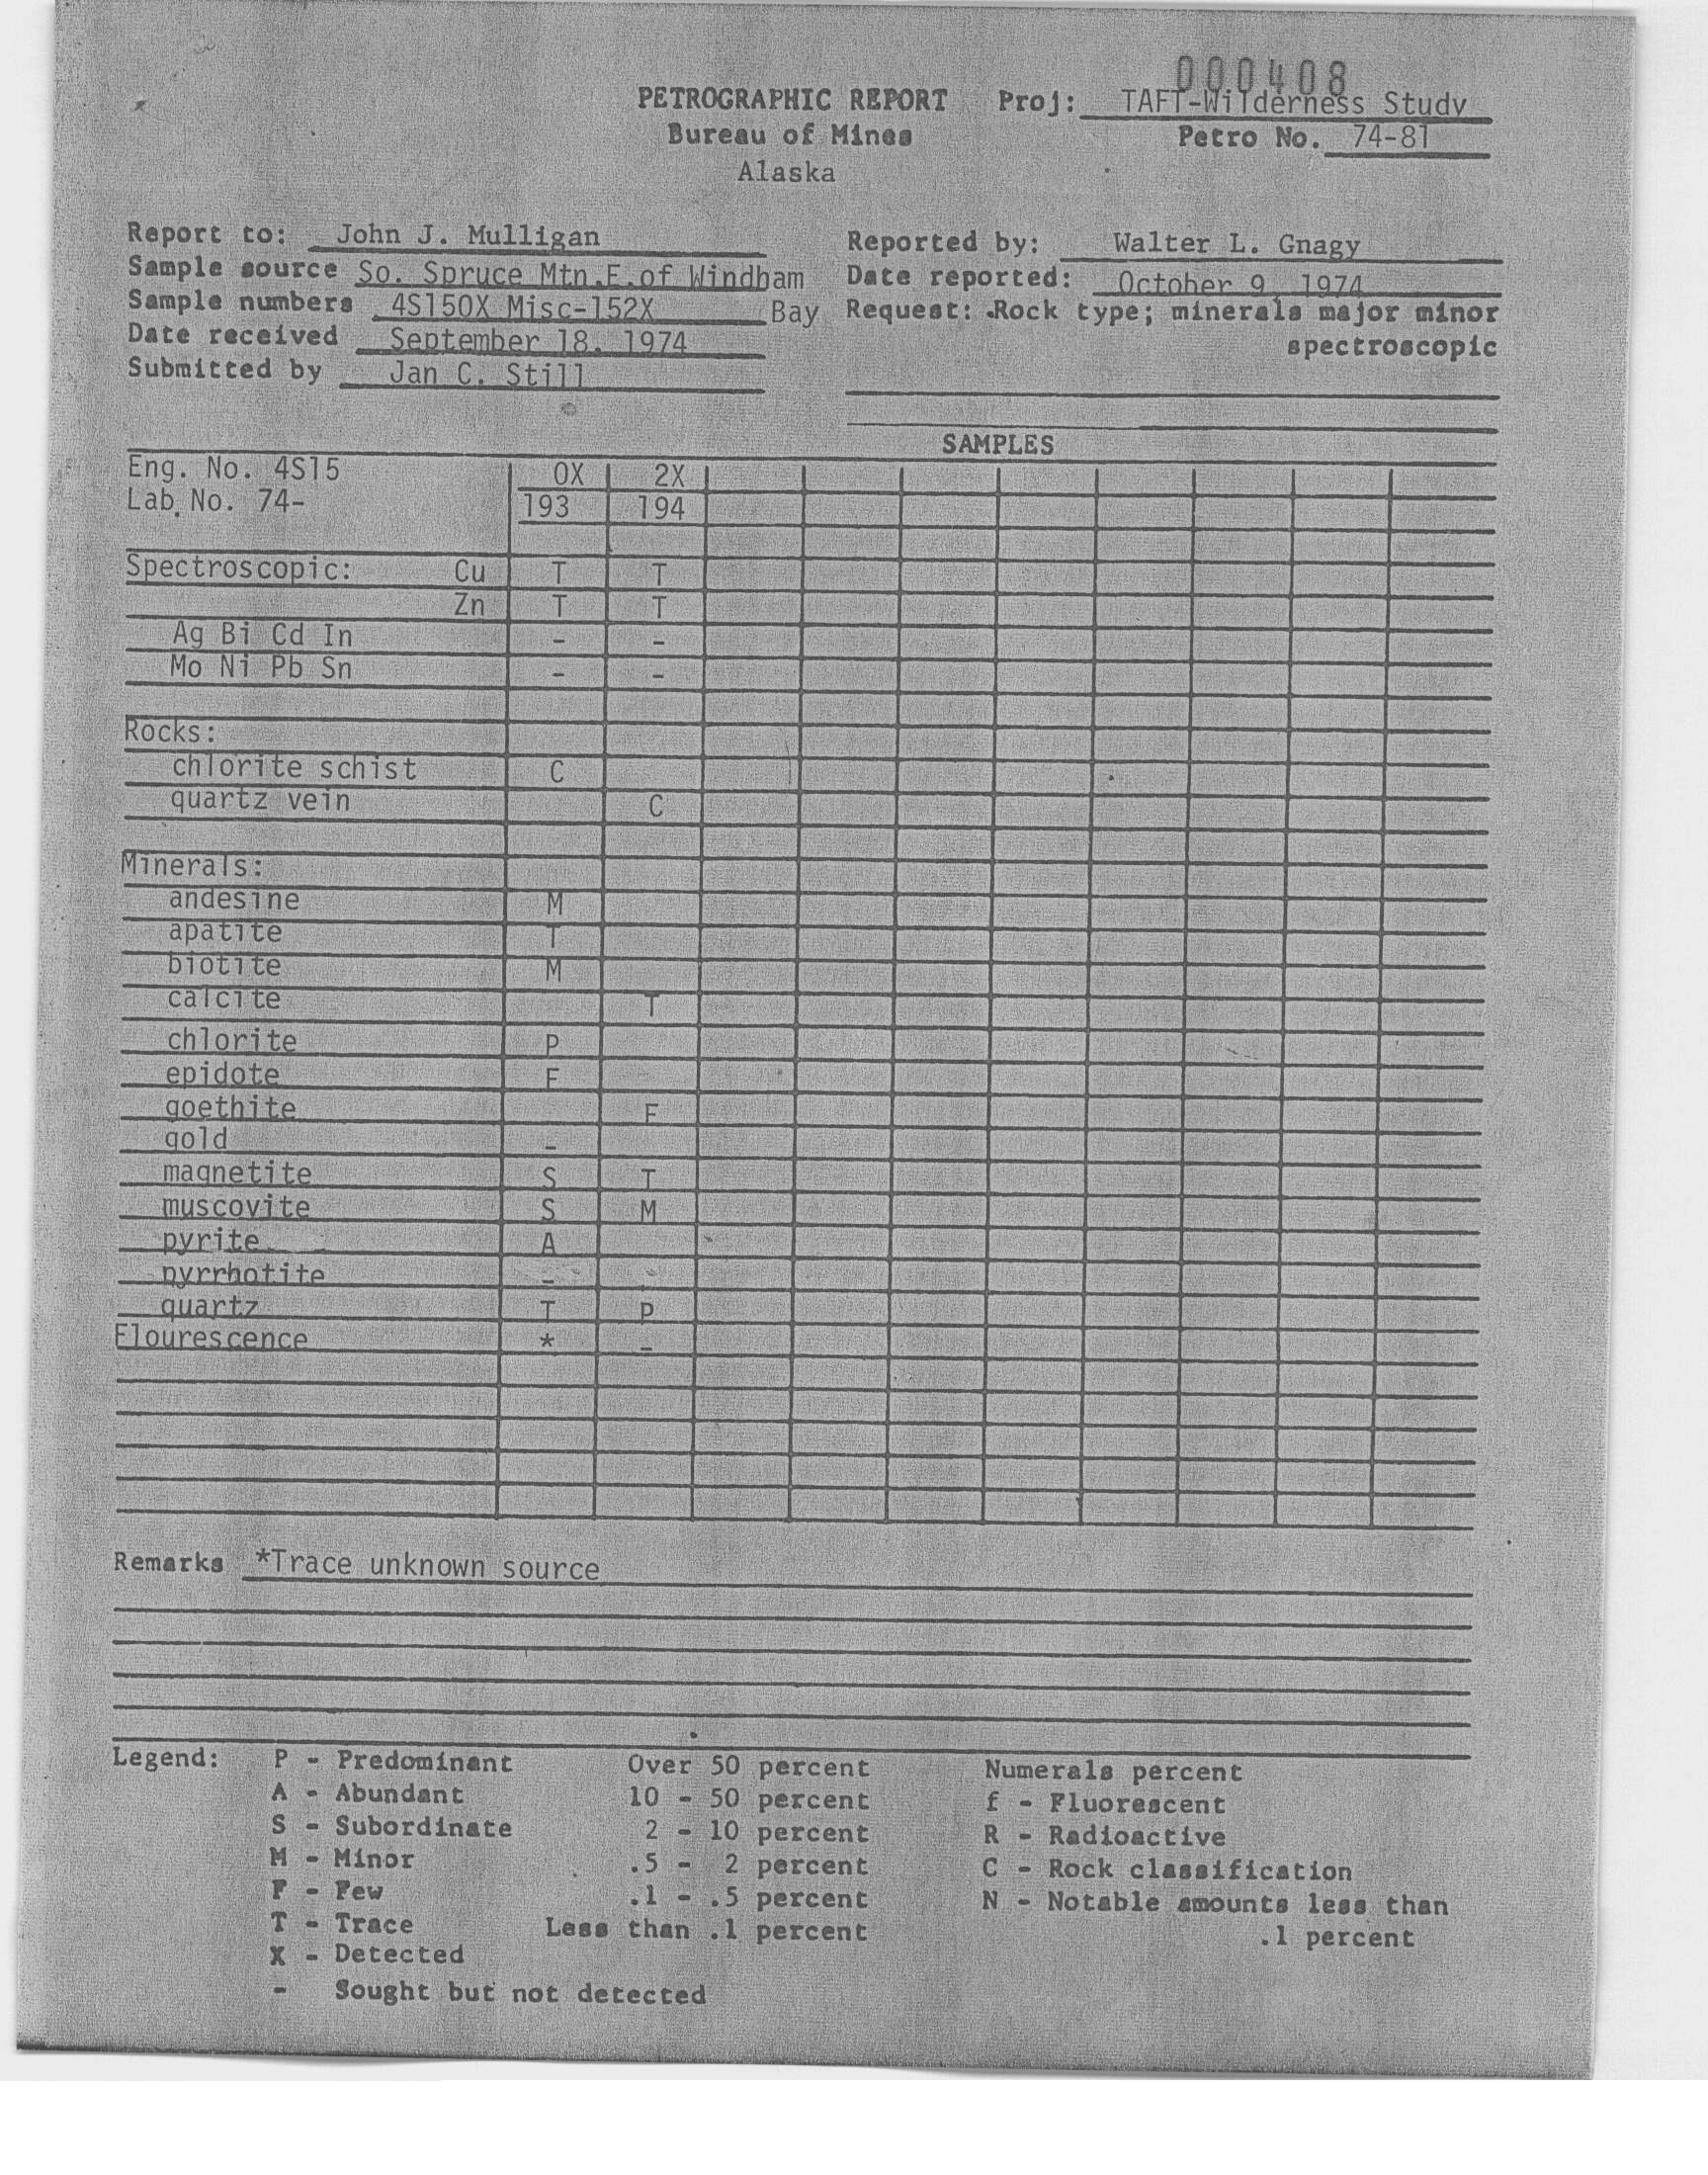 000408
PETROGRAPHIC REPORT Proj: TAFT-Wilderness Study
Bureau of Mines Petro No. 74-81
Alaska
Report to: John J. Mulligan Reported by: Walter L. Gnagy
Sample source So. Spruce Mtn.E.of Windham Date reported: October 9, 1974
Sample numbers 4S150X Misc-152X Bay Request: Rock type; minerals major minor
Date received September 18, 1974 spectroscopic
Submitted by Jan C. Still
SAMPLES
Eng. No. 4S15 0X 2X
Lab. No. 74- 193 194
Spectroscopic: Cu T T
Zn T T
Ag Bi Cd In - -
Mo Ni Pb Sn - -
Rocks:
chlorite schist C
quartz vein C
Minerals:
andesine M
apatite T
biotite M
calcite T
chlorite P
epidote F
goethite F
gold -
magnetite S T
muscovite S M
pyrite A
pyrrhotite -
quartz T P
Flourescence * -
Remarks *Trace unknown source
Legend: P - Predominant Over 50 percent Numerals percent
A - Abundant 10 - 50 percent f - Fluorescent
S - Subordinate 2 - 10 percent R - Radioactive
M - Minor .5 - 2 percent C - Rock classification
F - Few .1 - .5 percent N - Notable amounts less than
T - Trace Less than .1 percent .1 percent
X - Detected
- Sought but not detected